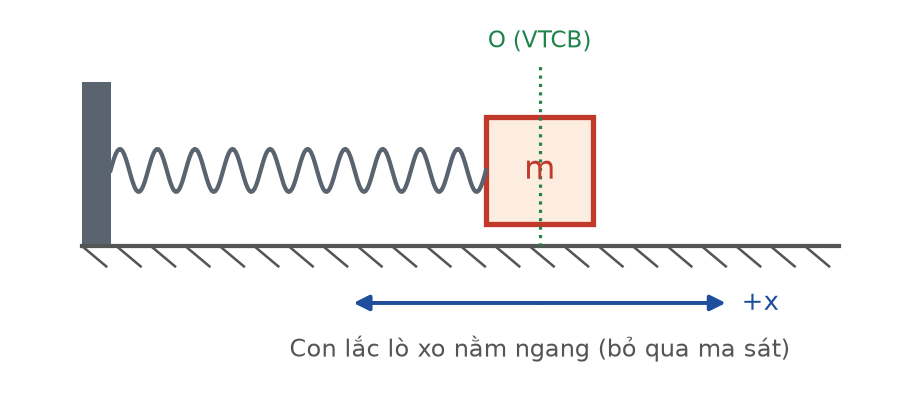 O (VTCB)
m
+x
Con lắc lò xo nằm ngang (bỏ qua ma sát)